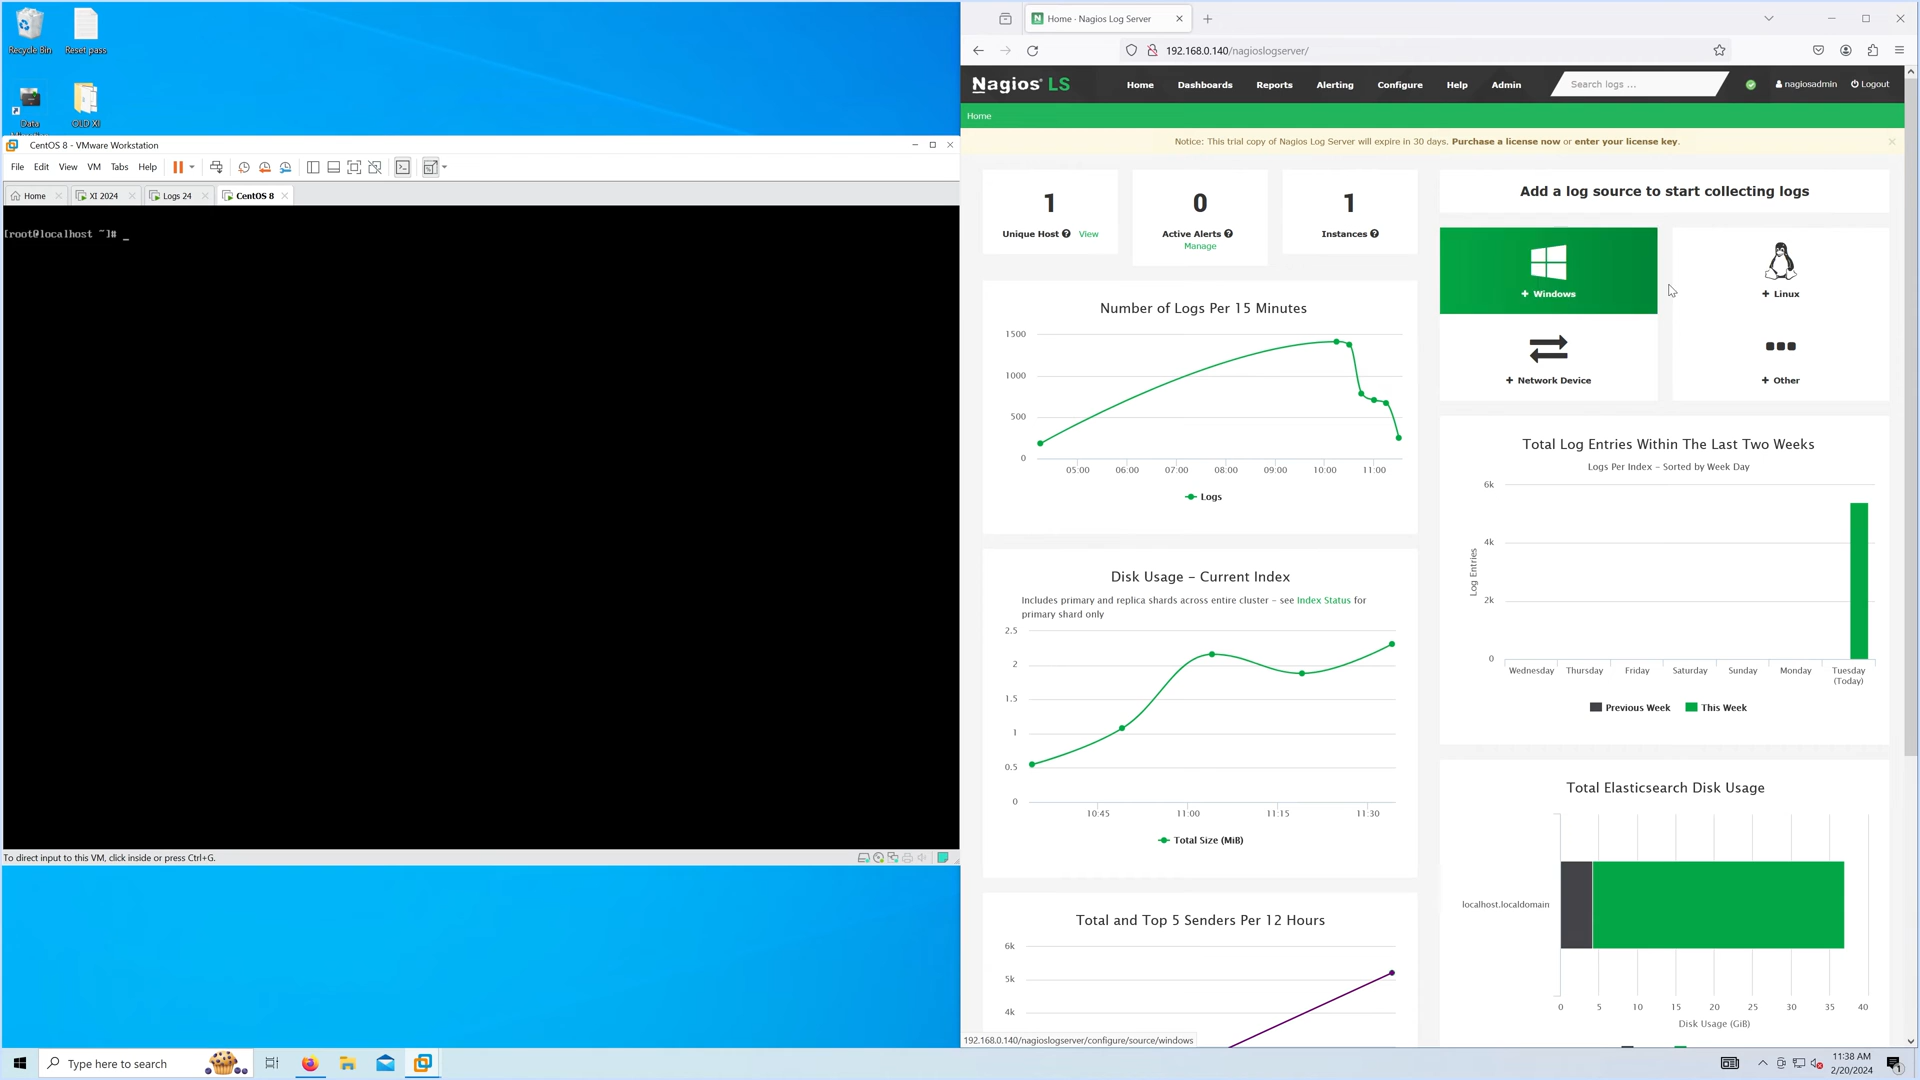 Recycle Bin
Reset pass
Data
OLD XI
CentOS 8 - VMware Workstation
File Edit View VM Tabs Help
Home XI 2024 Logs 24 CentOS 8
[root@localhost ~]# _
To direct input to this VM, click inside or press Ctrl+G.
Home - Nagios Log Server
192.168.0.140/nagioslogserver/
Nagios® LS Home Dashboards Reports Alerting Configure Help Admin Search logs ... nagiosadmin Logout
Home
Notice: This trial copy of Nagios Log Server will expire in 30 days. Purchase a license now or enter your license key.
1
Unique Host View
0
Active Alerts
Manage
1
Instances
Add a log source to start collecting logs
+ Windows
+ Linux
+ Network Device
+ Other
Number of Logs Per 15 Minutes
1500
1000
500
0
05:00 06:00 07:00 08:00 09:00 10:00 11:00
Logs
Total Log Entries Within The Last Two Weeks
Logs Per Index - Sorted by Week Day
Log Entries
6k
4k
2k
0
Wednesday Thursday Friday Saturday Sunday Monday Tuesday
(Today)
Previous Week This Week
Disk Usage - Current Index
Includes primary and replica shards across entire cluster - see Index Status for
primary shard only
2.5
2
1.5
1
0.5
0
10:45 11:00 11:15 11:30
Total Size (MiB)
Total Elasticsearch Disk Usage
localhost.localdomain
0 5 10 15 20 25 30 35 40
Disk Usage (GiB)
Total and Top 5 Senders Per 12 Hours
6k
5k
4k
192.168.0.140/nagioslogserver/configure/source/windows
Type here to search
11:38 AM
2/20/2024
1